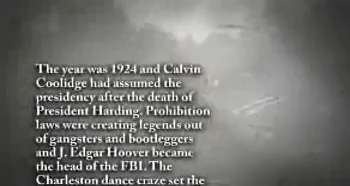 The year was 1924 and Calvin
Coolidge had assumed the
presidency after the death of
President Harding. Prohibition
laws were creating legends out
of gangsters and bootleggers
and J. Edgar Hoover became
the head of the FBI. The
Charleston dance craze set the